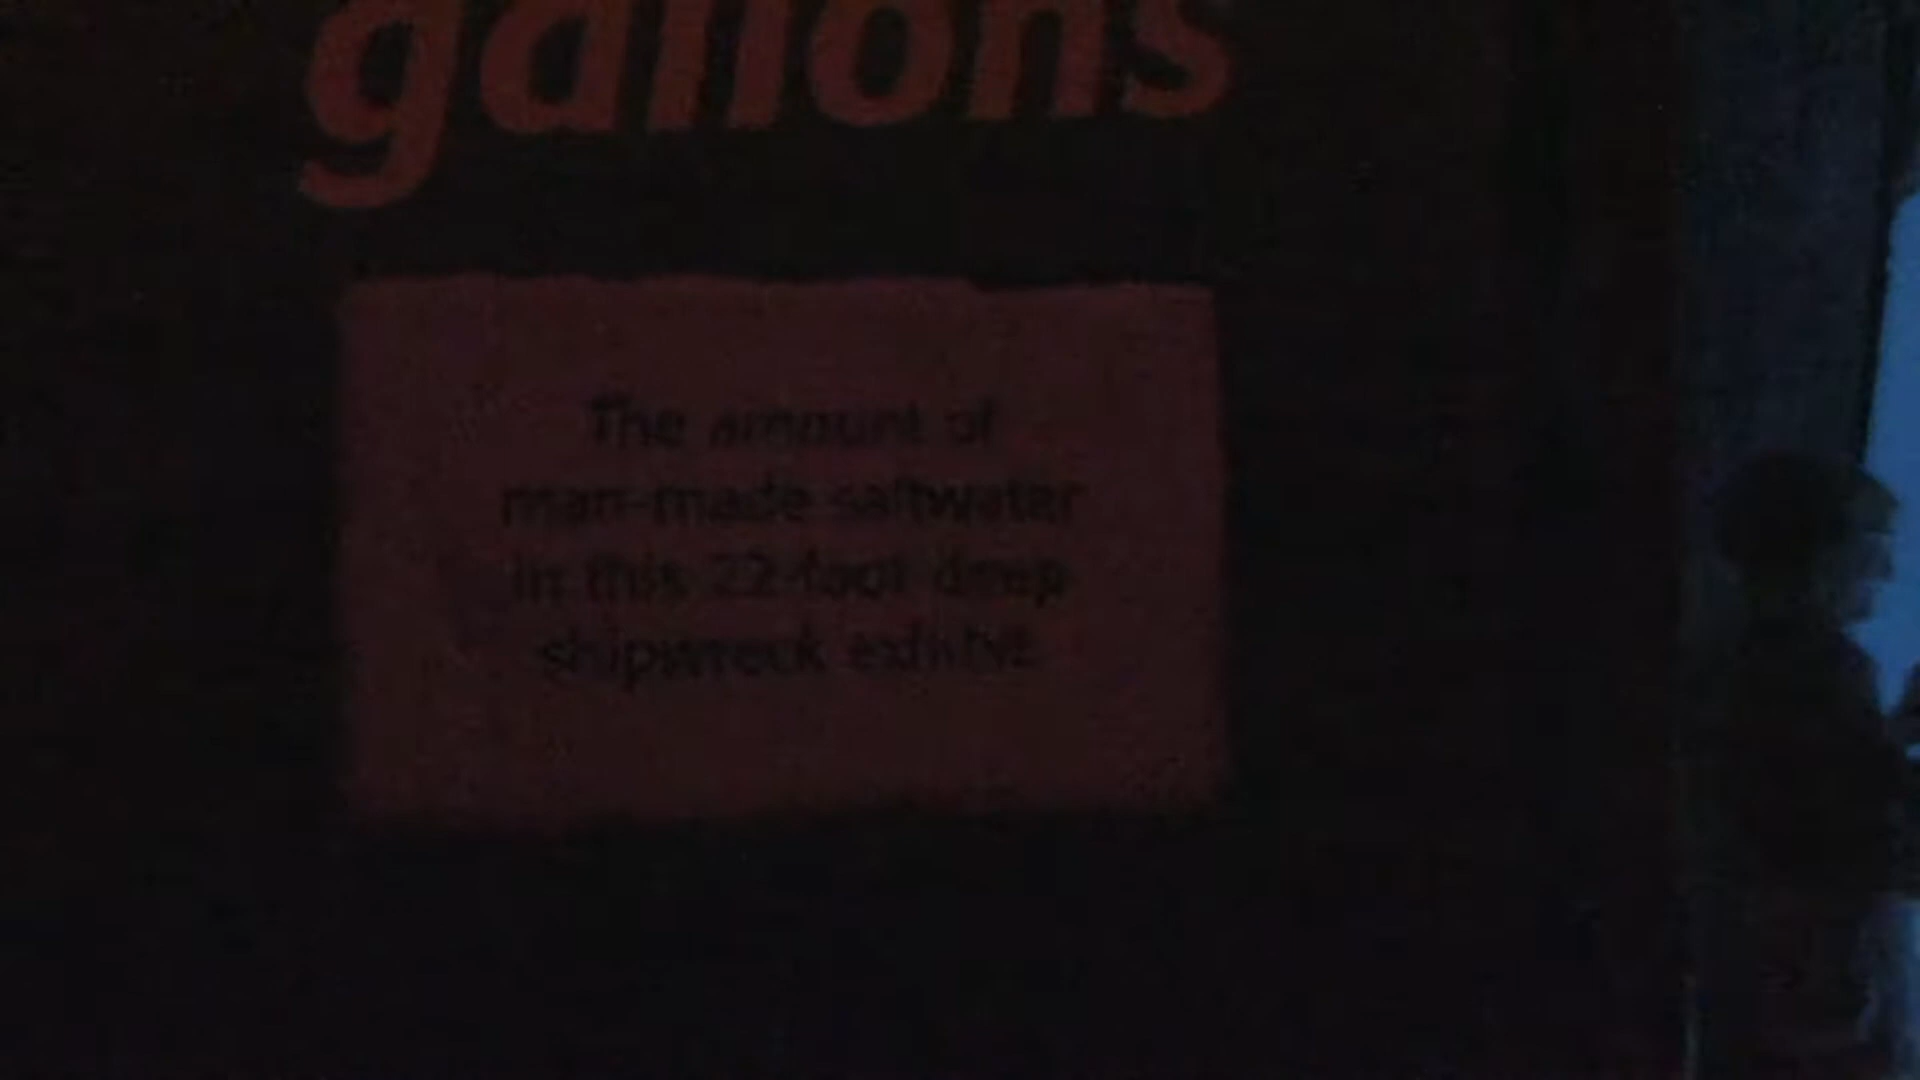 gallons
The amount of
man-made saltwater
in this 22-foot deep
shipwreck exhibit